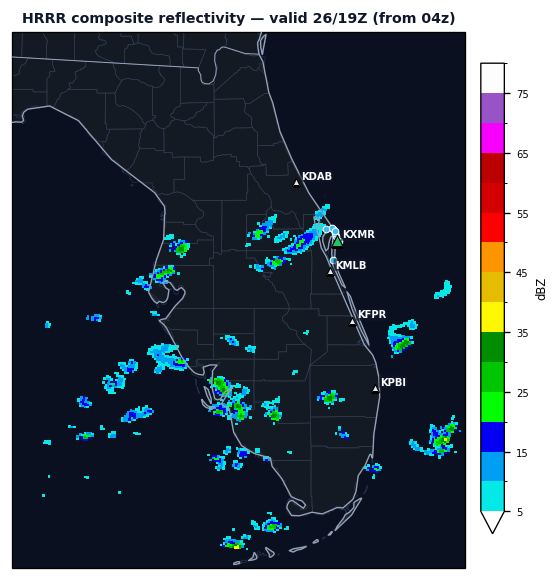 HRRR composite reflectivity — valid 26/19Z (from 04z)
KDAB
KXMR
KMLB
KFPR
KPBI
75
65
55
45
35
25
15
5
dBZ